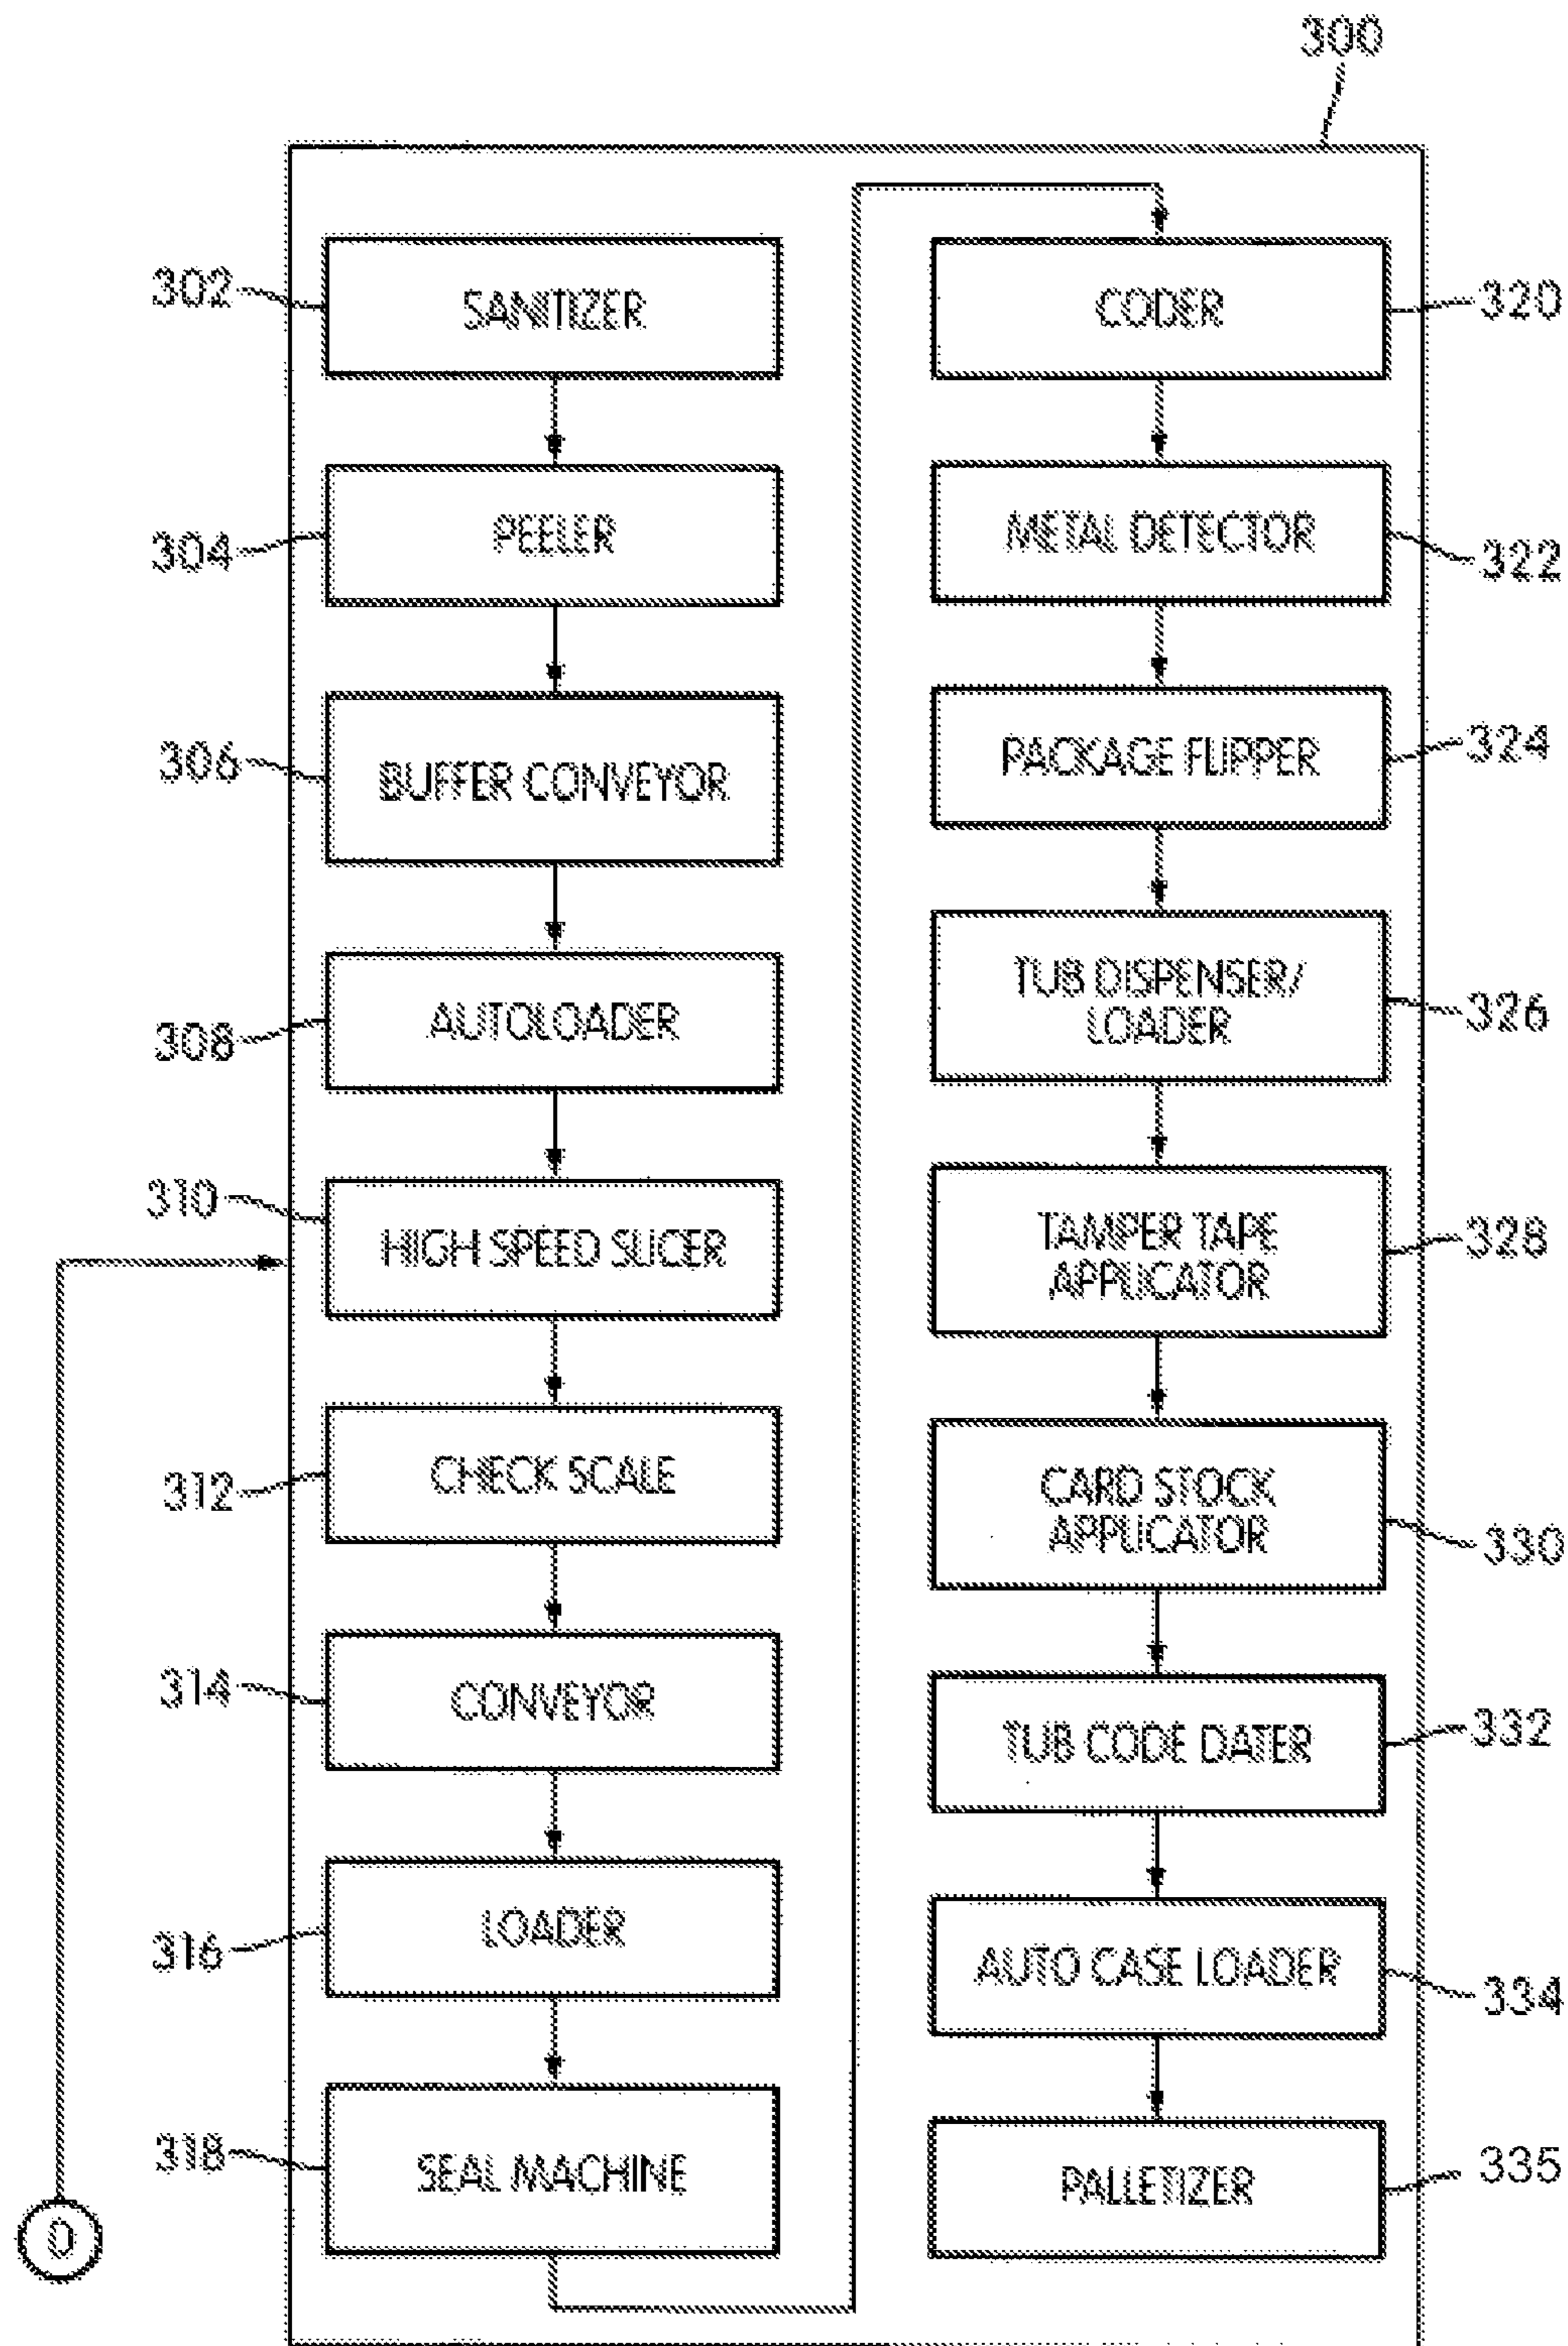 300
302
SANITIZER
304
PEELER
306
BUFFER CONVEYOR
308
AUTOLOADER
310
HIGH SPEED SLICER
312
CHECK SCALE
314
CONVEYOR
316
LOADER
318
SEAL MACHINE
D
CODER
320
METAL DETECTOR
322
PACKAGE FLIPPER
324
TUB DISPENSER/
LOADER
326
TAMPER TAPE
APPLICATOR
328
CARD STOCK
APPLICATOR
330
TUB CODE DATER
332
AUTO CASE LOADER
334
PALLETIZER
335